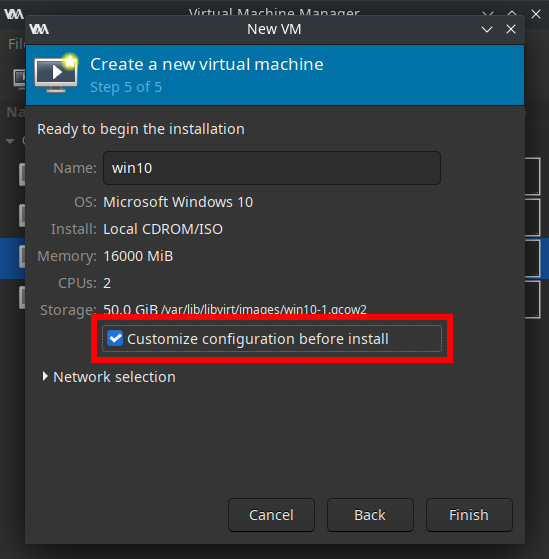 Virtual Machine Manager
New VM
File
Create a new virtual machine
Step 5 of 5
Na
Ready to begin the installation
Name: win10
OS: Microsoft Windows 10
Install: Local CDROM/ISO
Memory: 16000 MiB
CPUs: 2
Storage: 50.0 GiB /var/lib/libvirt/images/win10-1.qcow2
Customize configuration before install
Network selection
Cancel Back Finish